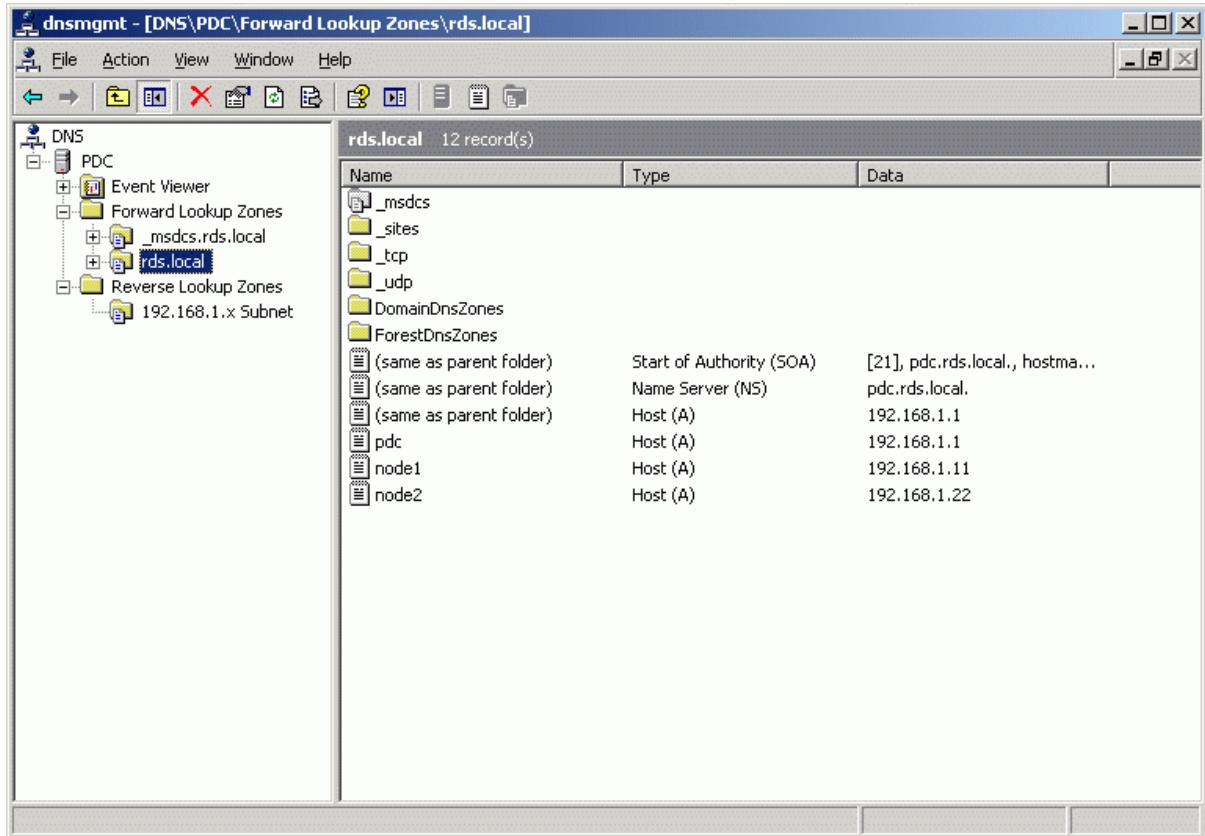 dnsmgmt - [DNS\PDC\Forward Lookup Zones\rds.local]
File Action View Window Help
DNS
PDC
Event Viewer
Forward Lookup Zones
_msdcs.rds.local
rds.local
Reverse Lookup Zones
192.168.1.x Subnet
rds.local 12 record(s)
Name Type Data
_msdcs
_sites
_tcp
_udp
DomainDnsZones
ForestDnsZones
(same as parent folder) Start of Authority (SOA) [21], pdc.rds.local., hostma...
(same as parent folder) Name Server (NS) pdc.rds.local.
(same as parent folder) Host (A) 192.168.1.1
pdc Host (A) 192.168.1.1
node1 Host (A) 192.168.1.11
node2 Host (A) 192.168.1.22